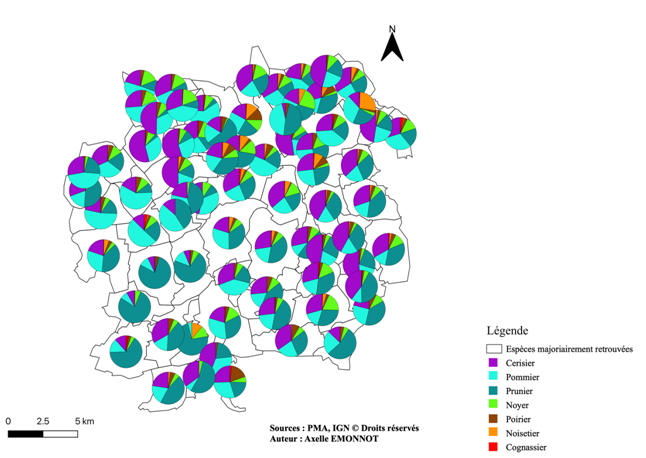 N
Légende
Espèces majoriairement retrouvées
Cerisier
Pommier
Prunier
Noyer
Poirier
Noisetier
Cognassier
0 2.5 5 km
Sources : PMA, IGN © Droits réservés
Auteur : Axelle EMONNOT